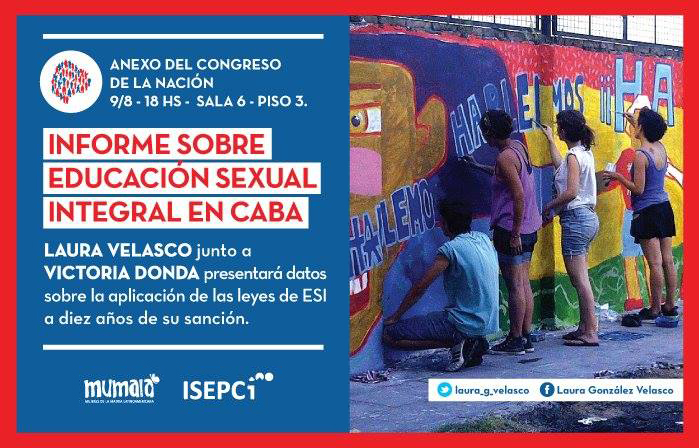 ANEXO DEL CONGRESO
DE LA NACIÓN
9/8 - 18 HS - SALA 6 - PISO 3.
INFORME SOBRE
EDUCACIÓN SEXUAL
INTEGRAL EN CABA
LAURA VELASCO junto a
VICTORIA DONDA presentará datos
sobre la aplicación de las leyes de ESI
a diez años de su sanción.
mumala
MUJERES DE LA MATRIA LATINOAMERICANA
ISEPCi
HABLEMOS
¡¡HA
HALEMO
laura_g_velasco
Laura González Velasco